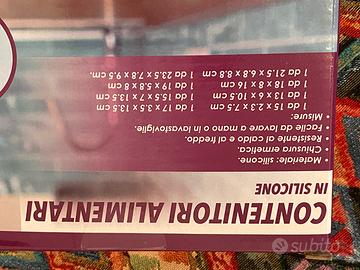 CONTENITORI ALIMENTARI
IN SILICONE
• Materiale: silicone.
• Chiusura ermetica.
• Resistente al caldo e al freddo.
• Facile da lavare a mano o in lavastoviglie.
• Misure:
1 da 15 x 3.2 x 7.5 cm 1 da 17 x 3.5 x 13.5 cm
1 da 13 x 6 x 10.5 cm 1 da 15.5 x 7 x 13.5 cm
1 da 18 x 8 x 16 cm 1 da 19 x 5.8 x 8 cm
1 da 21.5 x 6.8 x 8.8 cm 1 da 23.5 x 7.8 x 9.5 cm.
subito